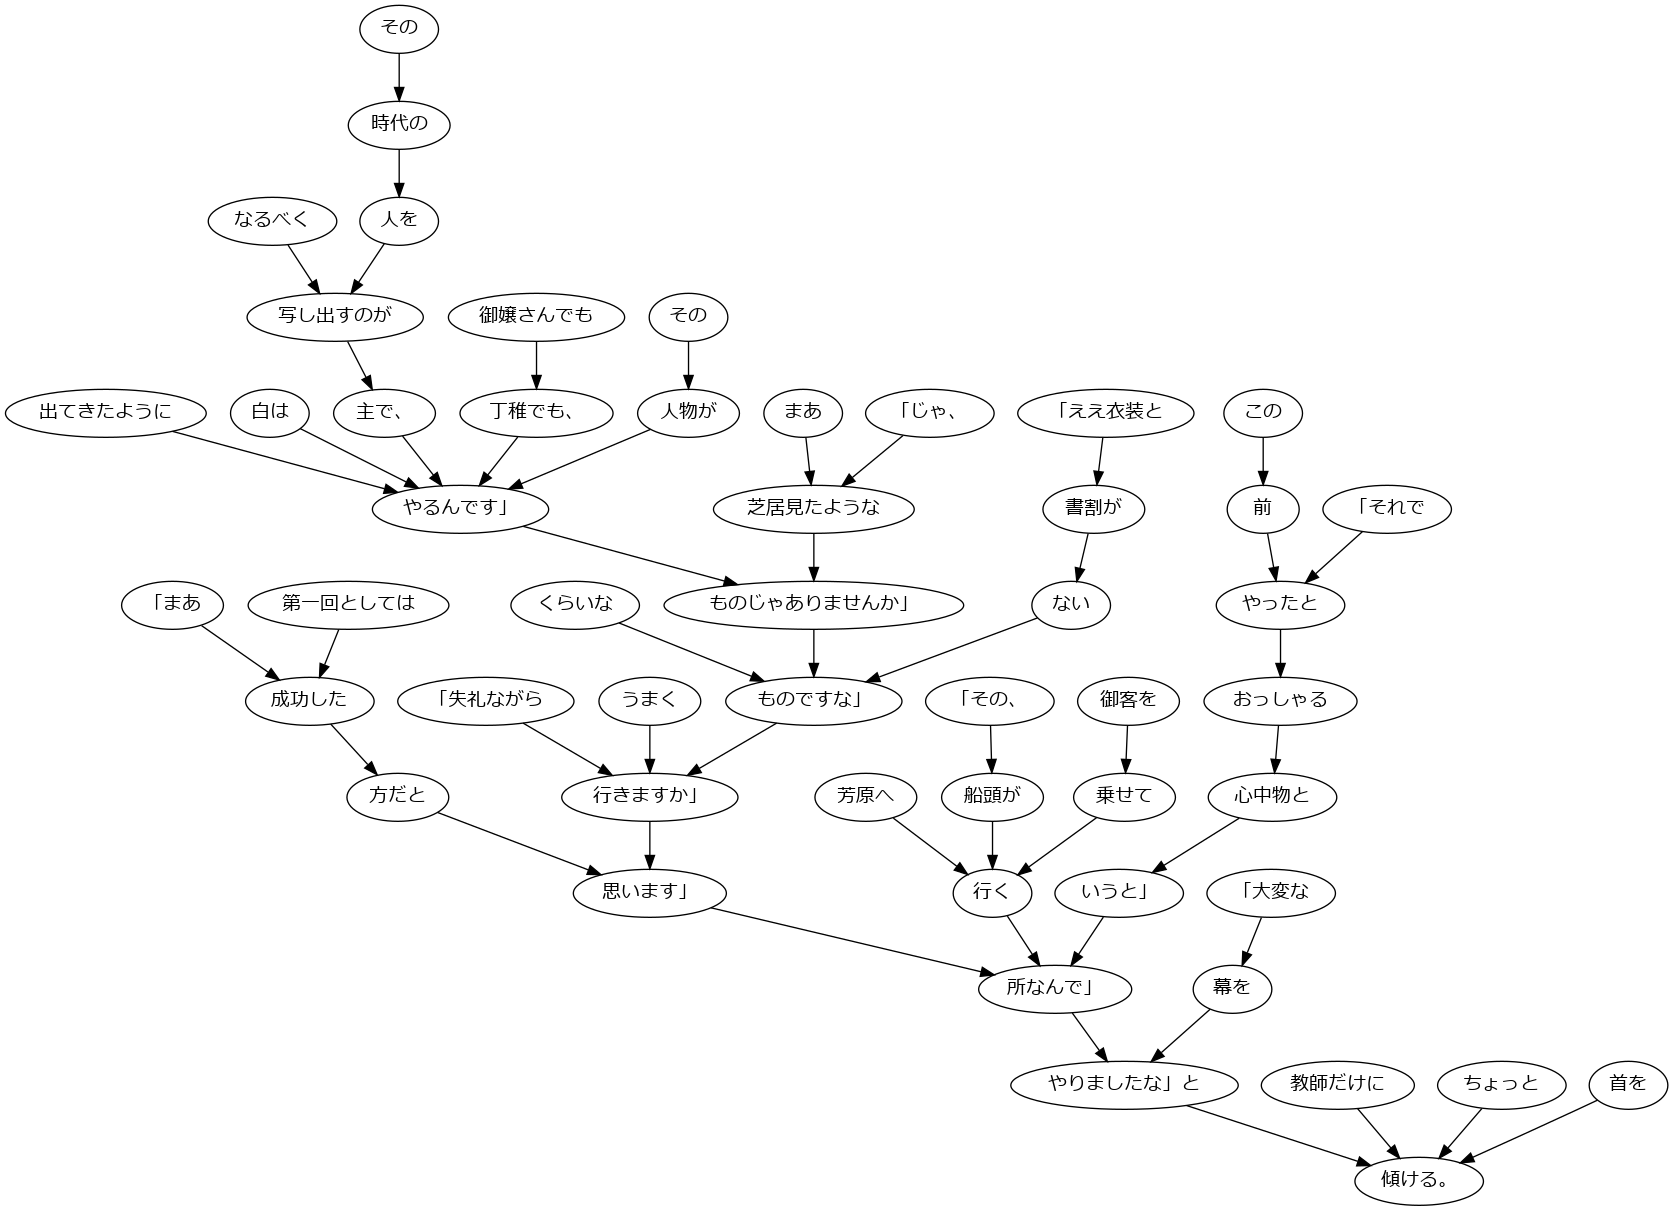 その
時代の
なるべく
人を
写し出すのが
御嬢さんでも
その
出てきたように
白は
主で、
丁稚でも、
人物が
まあ
「じゃ、
「ええ衣装と
この
やるんです」
芝居見たような
書割が
前
「それで
「まあ
第一回としては
くらいな
ものじゃありませんか」
ない
やったと
成功した
「失礼ながら
うまく
ものですな」
「その、
御客を
おっしゃる
方だと
行きますか」
芳原へ
船頭が
乗せて
心中物と
思います」
行く
いうと」
「大変な
所なんで」
幕を
やりましたな」と
教師だけに
ちょっと
首を
傾ける。